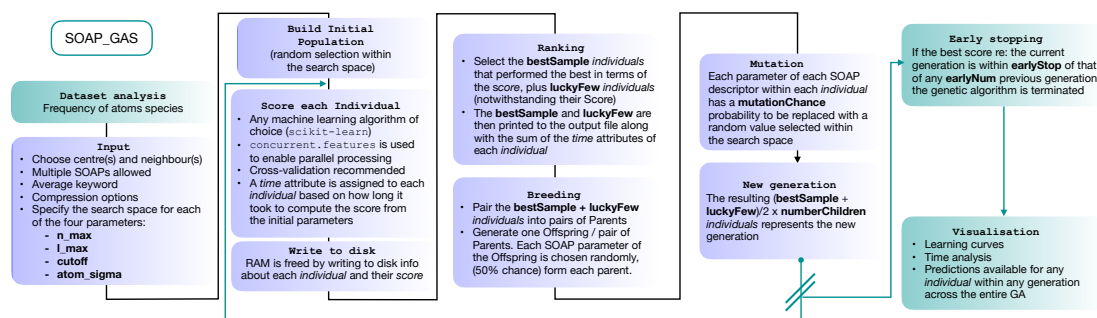 SOAP_GAS
Dataset analysis
Frequency of atoms species
Input
• Choose centre(s) and neighbour(s)
• Multiple SOAPs allowed
• Average keyword
• Compression options
• Specify the search space for each
of the four parameters:
- n_max
- l_max
- cutoff
- atom_sigma
Build Initial
Population
(random selection within
the search space)
Score each Individual
• Any machine learning algorithm of
choice (scikit-learn)
• concurrent.features is used
to enable parallel processing
• Cross-validation recommended
• A time attribute is assigned to each
individual based on how long it
took to compute the score from
the initial parameters
Write to disk
RAM is freed by writing to disk info
about each individual and their score
Ranking
• Select the bestSample individuals
that performed the best in terms of
the score, plus luckyFew individuals
(notwithstanding their Score)
• The bestSample and luckyFew are
then printed to the output file along
with the sum of the time attributes of
each individual
Breeding
• Pair the bestSample + luckyFew
individuals into pairs of Parents
• Generate one Offspring / pair of
Parents. Each SOAP parameter of
the Offspring is chosen randomly,
(50% chance) form each parent.
Mutation
Each parameter of each SOAP
descriptor within each individual
has a mutationChance
probability to be replaced with a
random value selected within
the search space
New generation
The resulting (bestSample +
luckyFew)/2 x numberChildren
individuals represents the new
generation
Early stopping
If the best score re: the current
generation is within earlyStop of that
of any earlyNum previous generation
the genetic algorithm is terminated
Visualisation
• Learning curves
• Time analysis
• Predictions available for any
individual within any generation
across the entire GA